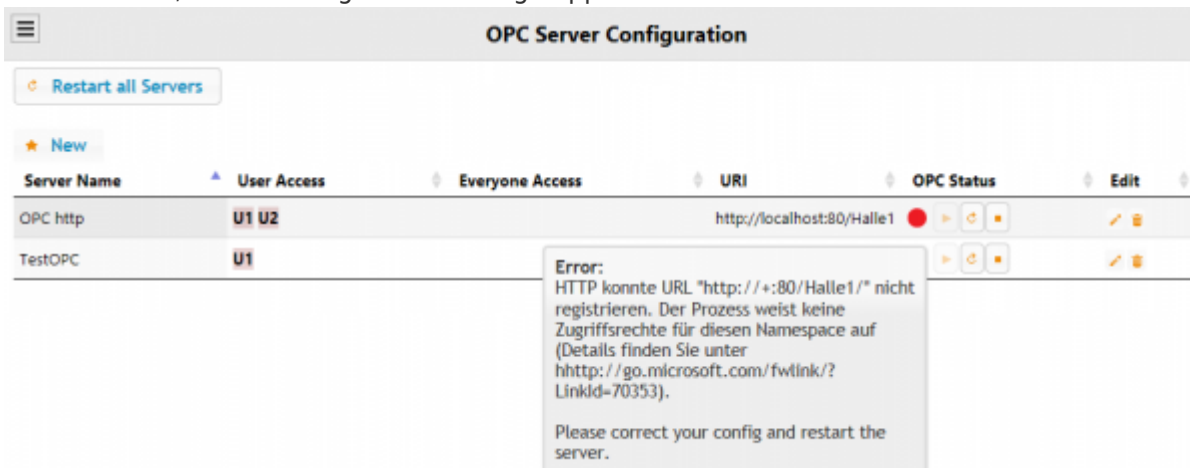 OPC Server Configuration
Restart all Servers
New
Server Name User Access Everyone Access URI OPC Status Edit
OPC http U1 U2 http://localhost:80/Halle1
TestOPC U1
Error:
HTTP konnte URL "http://+:80/Halle1/" nicht
registrieren. Der Prozess weist keine
Zugriffsrechte für diesen Namespace auf
(Details finden Sie unter
hhttp://go.microsoft.com/fwlink/?
LinkId=70353).
Please correct your config and restart the
server.